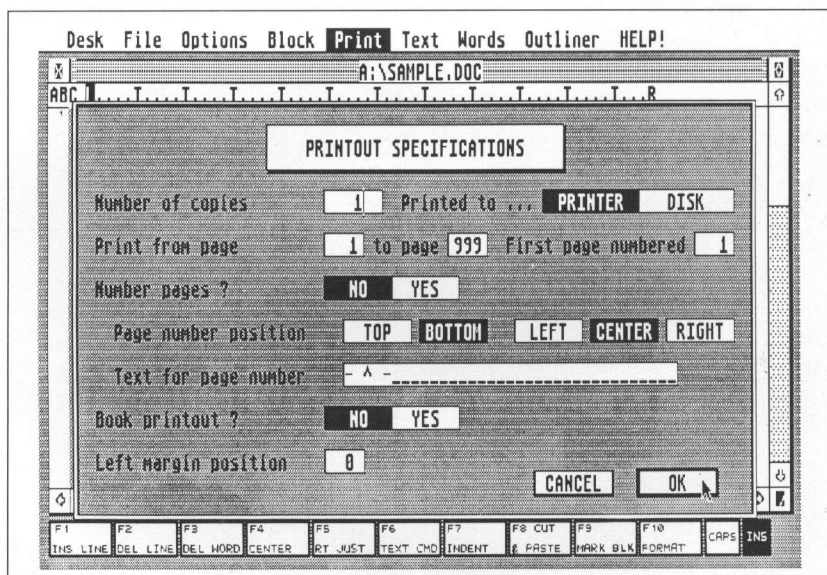 Desk File Options Block Print Text Words Outliner HELP!
A:\SAMPLE.DOC
ABC T....T....T....T....T....T....T....T....T....T....T...R
PRINTOUT SPECIFICATIONS
Number of copies 1 Printed to ... PRINTER DISK
Print from page 1 to page 999 First page numbered 1
Number pages ? NO YES
Page number position TOP BOTTOM LEFT CENTER RIGHT
Text for page number - ^ -______________________________
Book printout ? NO YES
Left margin position 0
CANCEL OK
F1 F2 F3 F4 F5 F6 F7 F8 CUT F9 F10
INS LINE DEL LINE DEL WORD CENTER RT JUST TEXT CMD INDENT & PASTE MARK BLK FORMAT CAPS INS